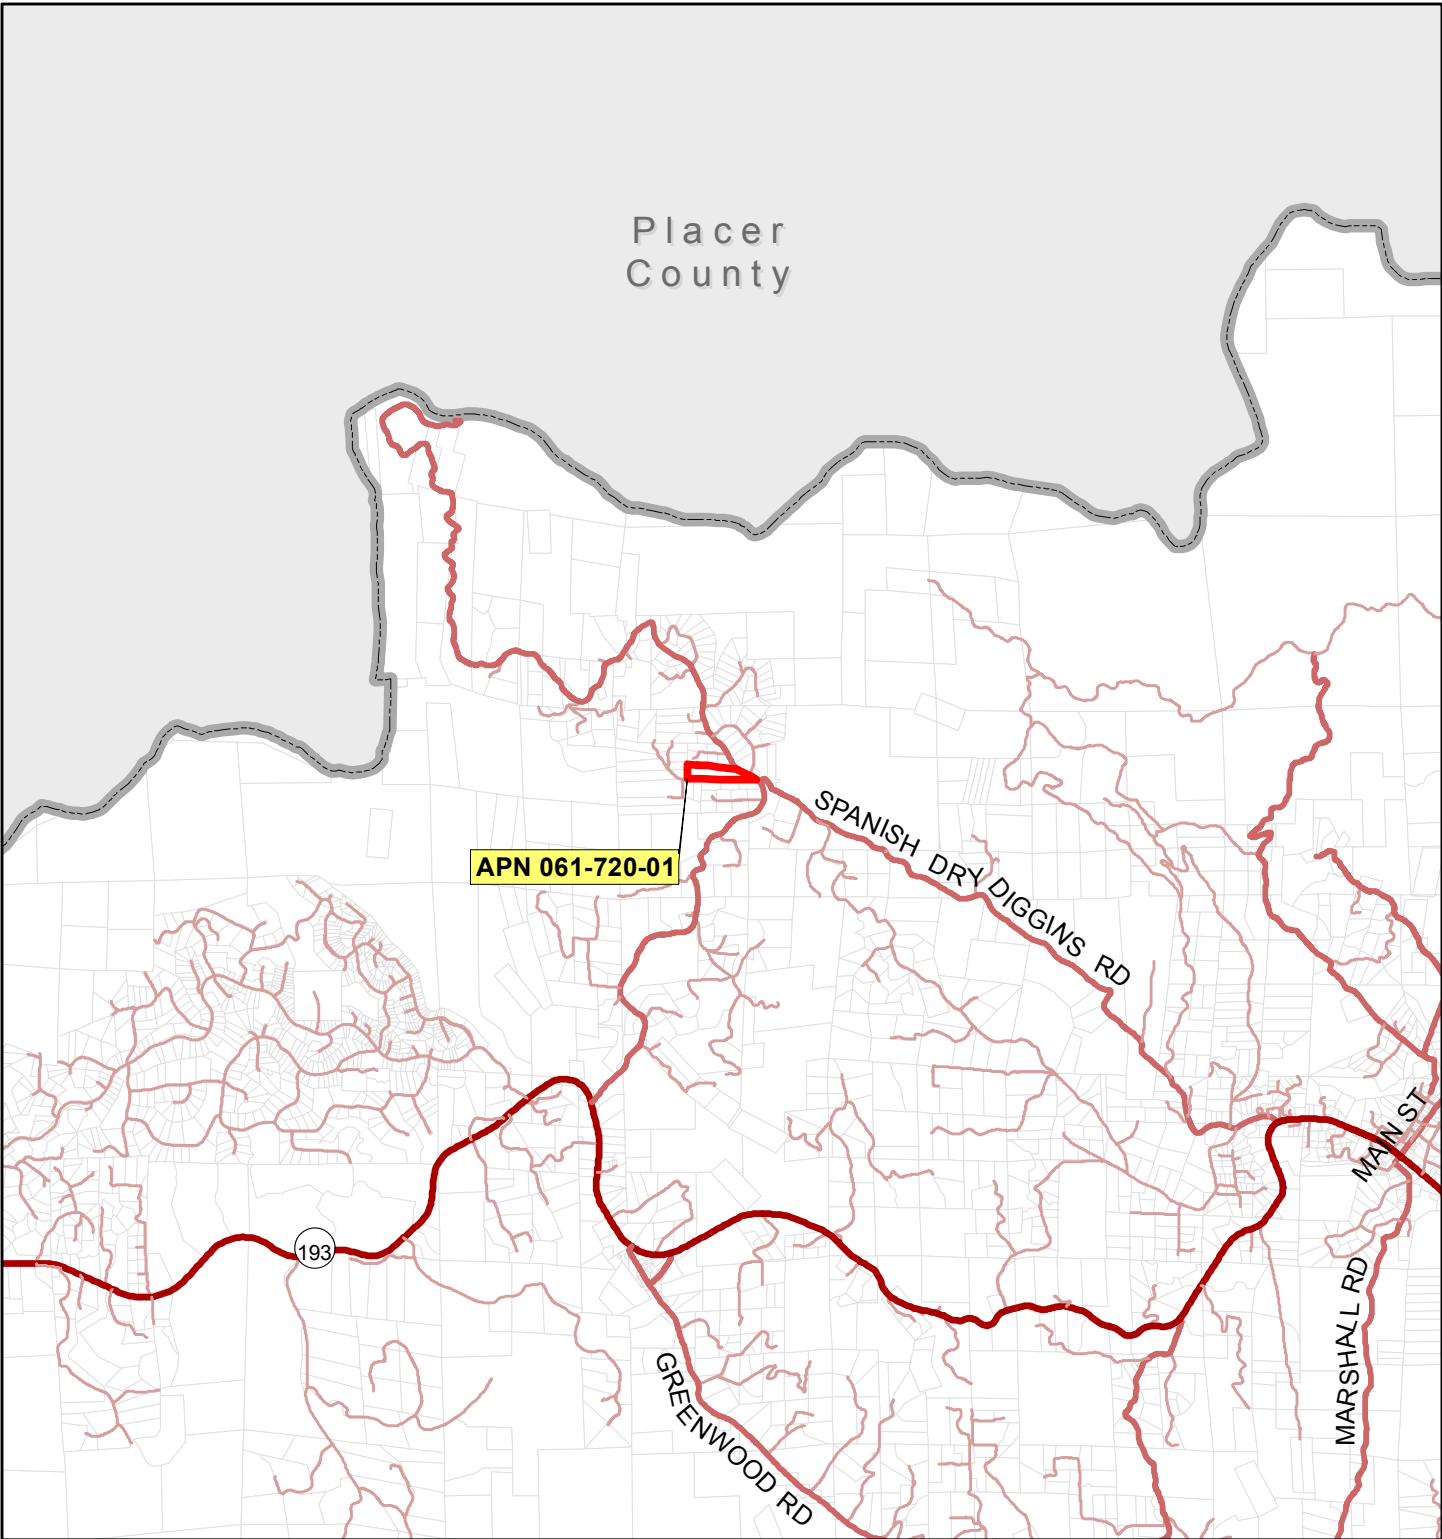 Placer
County
SPANISH DRY DIGGINS RD
APN 061-720-01
MAIN ST
193
MARSHALL RD
GREENWOOD RD